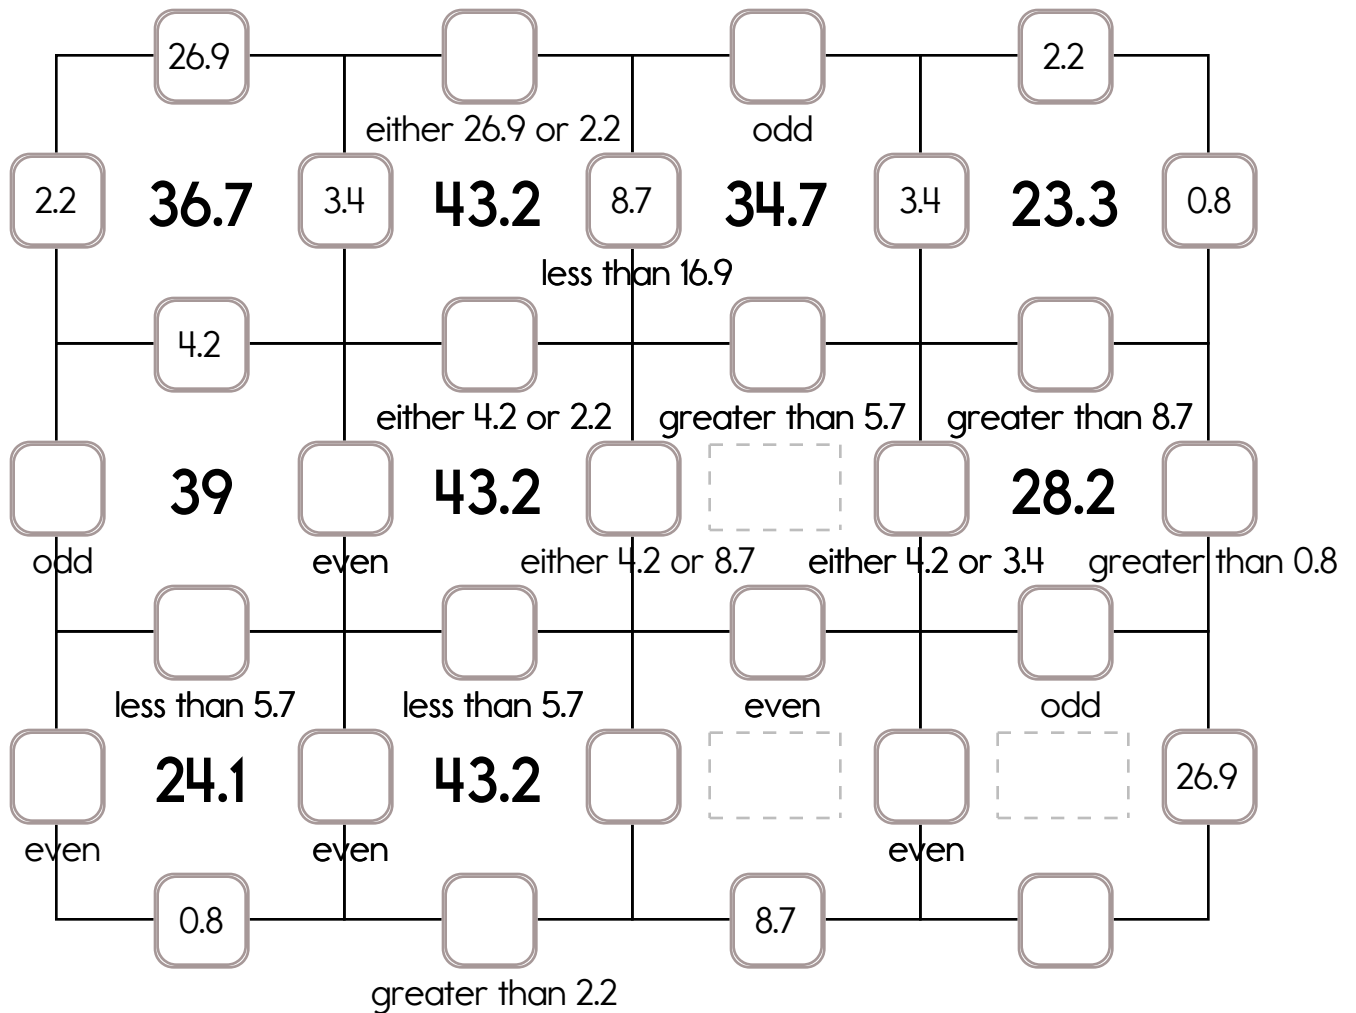 26.9 2.2
either 26.9 or 2.2 odd
2.2 36.7 3.4 43.2 8.7 34.7 3.4 23.3 0.8
less than 16.9
4.2
either 4.2 or 2.2 greater than 5.7 greater than 8.7
39 43.2 28.2
odd even either 4.2 or 8.7 either 4.2 or 3.4 greater than 0.8
less than 5.7 less than 5.7 even odd
24.1 43.2 26.9
even even even
0.8 8.7
greater than 2.2